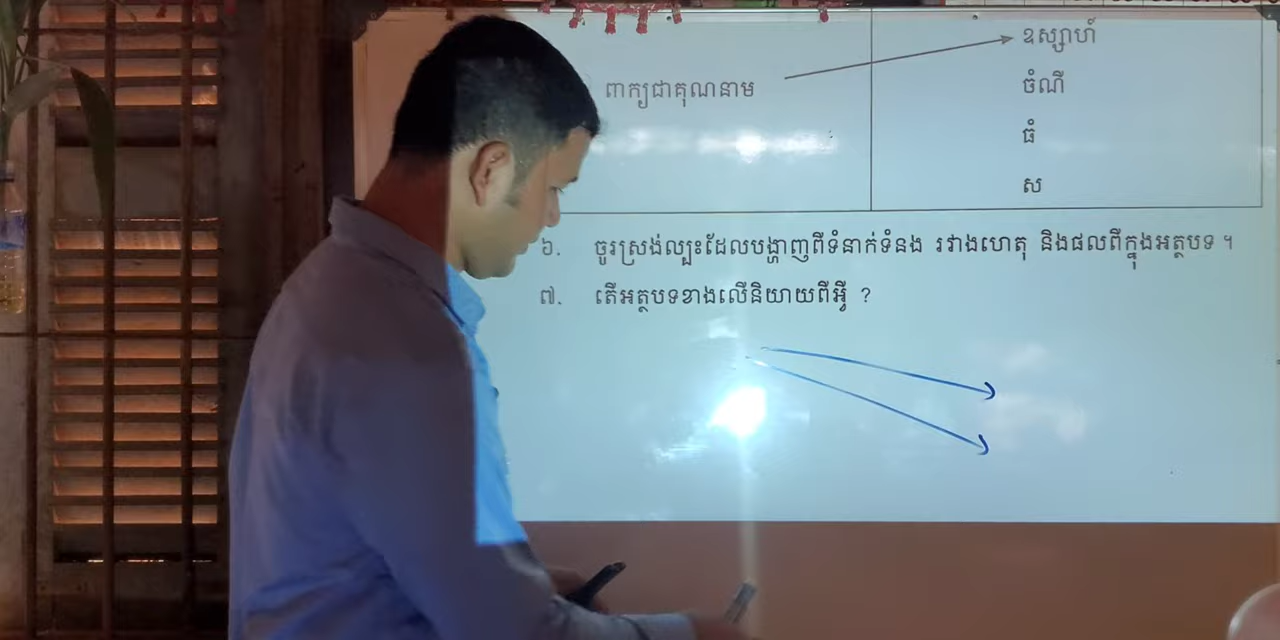 ពាក្យជាគុណនាម
ឧស្សាហ៍
ចំណី
ធំ
ស
៦. ចូរស្រង់ល្បះដែលបង្ហាញពីទំនាក់ទំនង រវាងហេតុ និងផលពីក្នុងអត្ថបទ ។
៧. តើអត្ថបទខាងលើនិយាយពីអ្វី ?